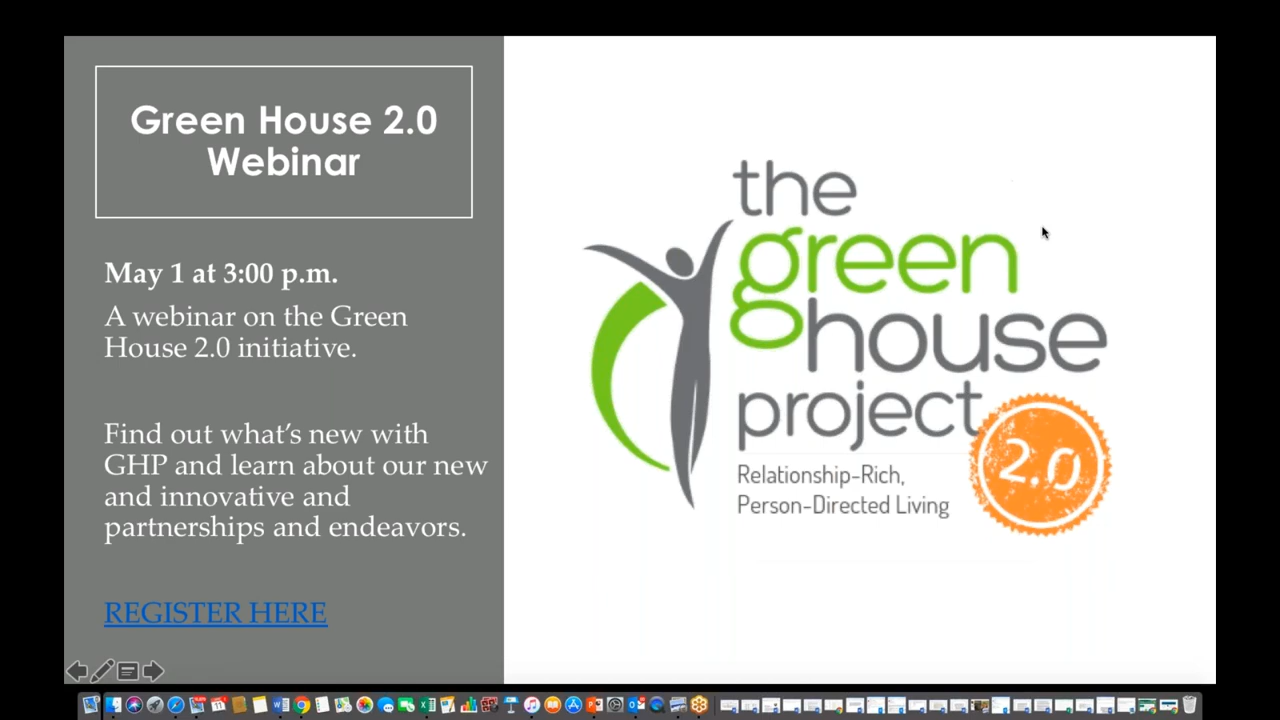 Green House 2.0
Webinar
May 1 at 3:00 p.m.
A webinar on the Green
House 2.0 initiative.
Find out what’s new with
GHP and learn about our new
and innovative and
partnerships and endeavors.
REGISTER HERE
the
green
house
project
2.0
Relationship-Rich,
Person-Directed Living